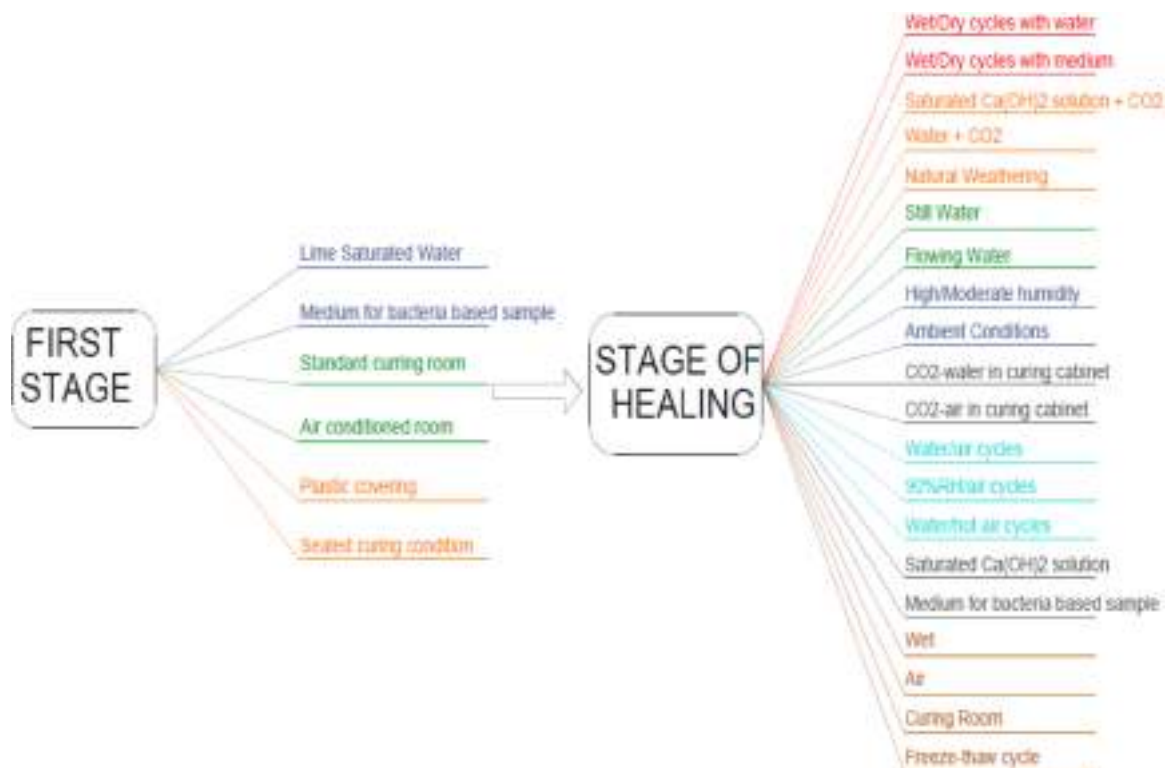 FIRST
STAGE
Lime Saturated Water
Medium for bacteria based sample
Standard curring room
Air conditioned room
Plastic covering
Sealed curing condition
STAGE OF
HEALING
Wet/Dry cycles with water
Wet/Dry cycles with medium
Saturated Ca(OH)2 solution + CO2
Water + CO2
Natural Weathering
Still Water
Flowing Water
High/Moderate humidity
Ambient Conditions
CO2-water in curing cabinet
CO2-air in curing cabinet
Water/air cycles
90%RH/air cycles
Water/hot air cycles
Saturated Ca(OH)2 solution
Medium for bacteria based sample
Wet
Air
Curing Room
Freeze-thaw cycle